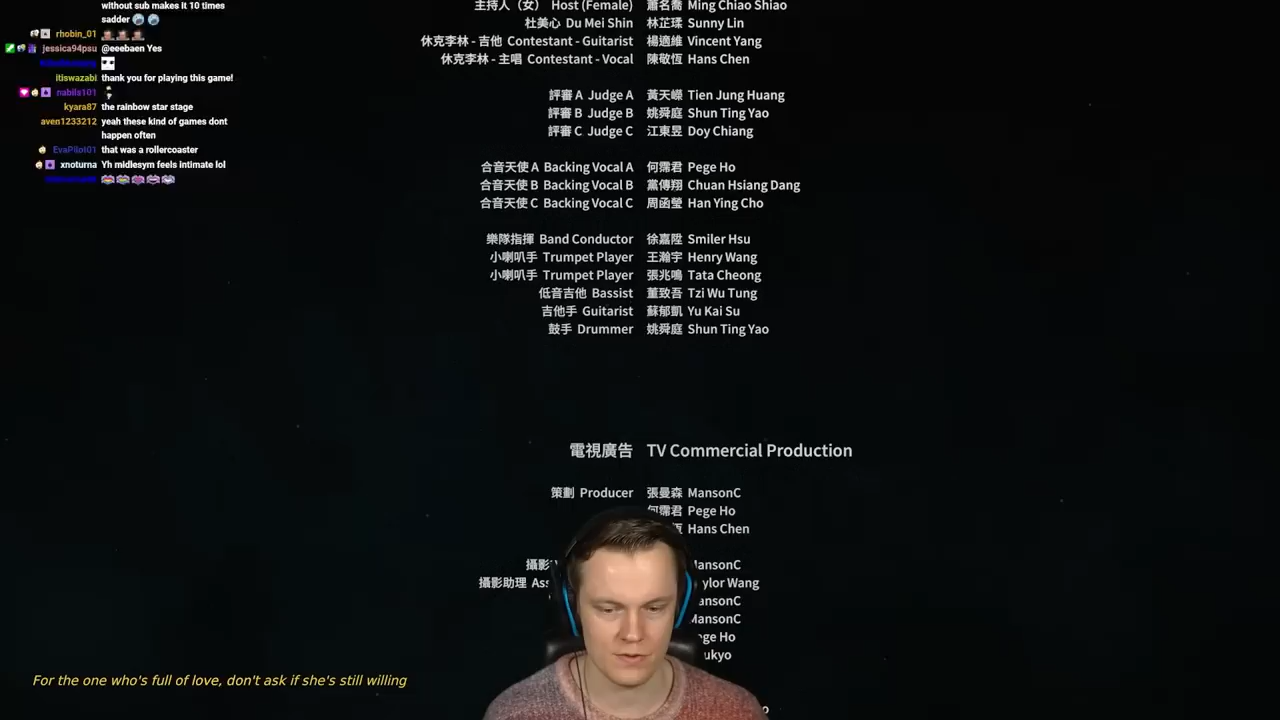 without sub makes it 10 times
sadder
rhobin_01
jessica94psu @eeebaen Yes
itiswazabi thank you for playing this game!
nabils101
kyara87 the rainbow star stage
aven1233212 yeah these kind of games dont
happen often
EvaPilot01 that was a rollercoaster
xnoturna Yh midlesym feels intimate lol
主持人（女） Host (Female) 蕭名喬 Ming Chiao Shiao
杜美心 Du Mei Shin 林芷瑈 Sunny Lin
休克李林 - 吉他 Contestant - Guitarist 楊適維 Vincent Yang
休克李林 - 主唱 Contestant - Vocal 陳敬恆 Hans Chen
評審 A Judge A 黃天嶸 Tien Jung Huang
評審 B Judge B 姚舜庭 Shun Ting Yao
評審 C Judge C 江東昱 Doy Chiang
合音天使 A Backing Vocal A 何霈君 Pege Ho
合音天使 B Backing Vocal B 黨傳翔 Chuan Hsiang Dang
合音天使 C Backing Vocal C 周函瑩 Han Ying Cho
樂隊指揮 Band Conductor 徐嘉陞 Smiler Hsu
小喇叭手 Trumpet Player 王瀚宇 Henry Wang
小喇叭手 Trumpet Player 張兆鳴 Tata Cheong
低音吉他 Bassist 董致吾 Tzi Wu Tung
吉他手 Guitarist 蘇郁凱 Yu Kai Su
鼓手 Drummer 姚舜庭 Shun Ting Yao
電視廣告 TV Commercial Production
策劃 Producer 張曼森 MansonC
何霈君 Pege Ho
Hans Chen
攝影 MansonC
攝影助理 Ass ylor Wang
ansonC
MansonC
ege Ho
ukyo
For the one who's full of love, don't ask if she's still willing